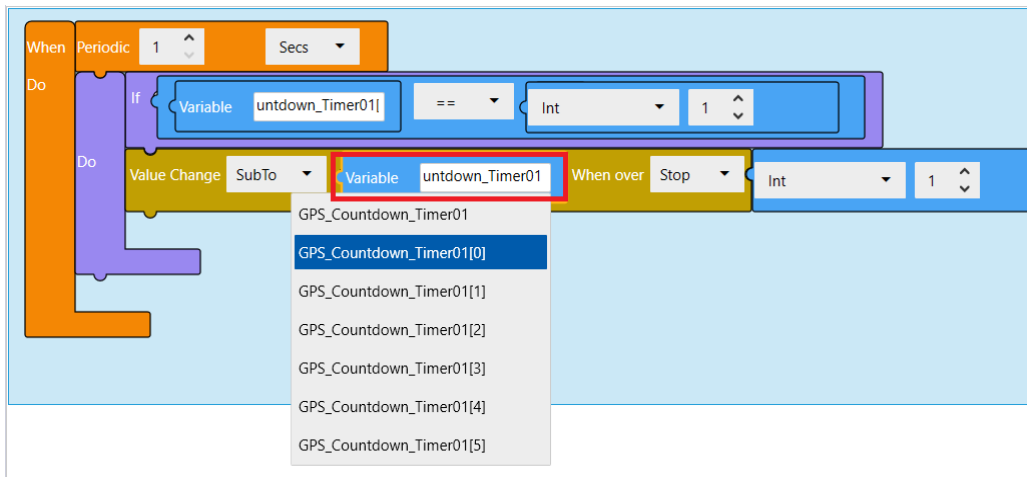 When Periodic 1 Secs
Do
If Variable untdown_Timer01[ == Int 1
Do Value Change SubTo Variable untdown_Timer01 When over Stop Int 1
GPS_Countdown_Timer01
GPS_Countdown_Timer01[0]
GPS_Countdown_Timer01[1]
GPS_Countdown_Timer01[2]
GPS_Countdown_Timer01[3]
GPS_Countdown_Timer01[4]
GPS_Countdown_Timer01[5]